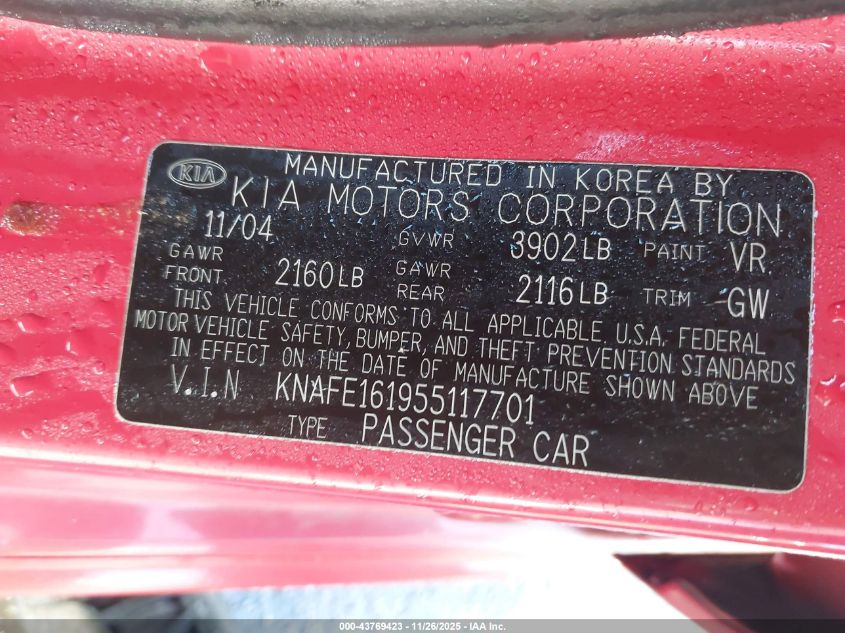 KIA
MANUFACTURED IN KOREA BY
KIA MOTORS CORPORATION
11/04 GVWR 3902LB PAINT VR
GAWR FRONT 2160LB GAWR REAR 2116LB TRIM GW
THIS VEHICLE CONFORMS TO ALL APPLICABLE U.S.A. FEDERAL
MOTOR VEHICLE SAFETY, BUMPER, AND THEFT PREVENTION STANDARDS
IN EFFECT ON THE DATE OF MANUFACTURE SHOWN ABOVE
V.I.N KNAFE161955117701
TYPE PASSENGER CAR
000-43769423 - 11/26/2025 - © IAA Inc.